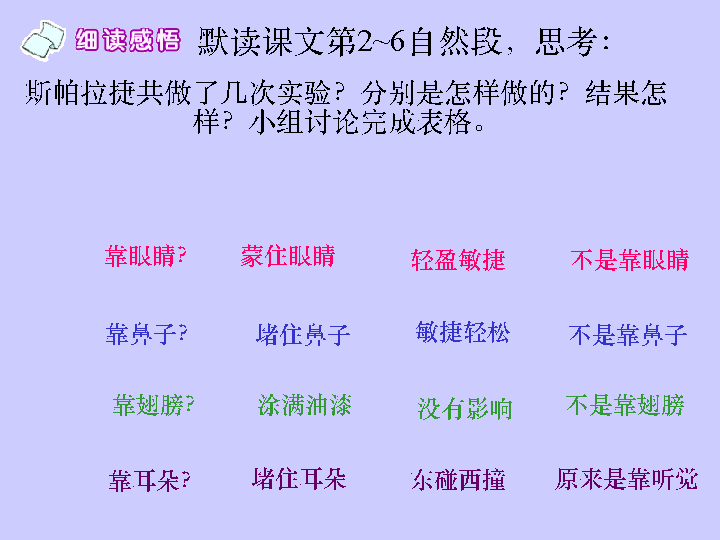 细读感悟 默读课文第2~6自然段，思考：
斯帕拉捷共做了几次实验？分别是怎样做的？结果怎
样？小组讨论完成表格。
靠眼睛？ 蒙住眼睛 轻盈敏捷 不是靠眼睛
靠鼻子？ 堵住鼻子 敏捷轻松 不是靠鼻子
靠翅膀？ 涂满油漆 没有影响 不是靠翅膀
靠耳朵？ 堵住耳朵 东碰西撞 原来是靠听觉